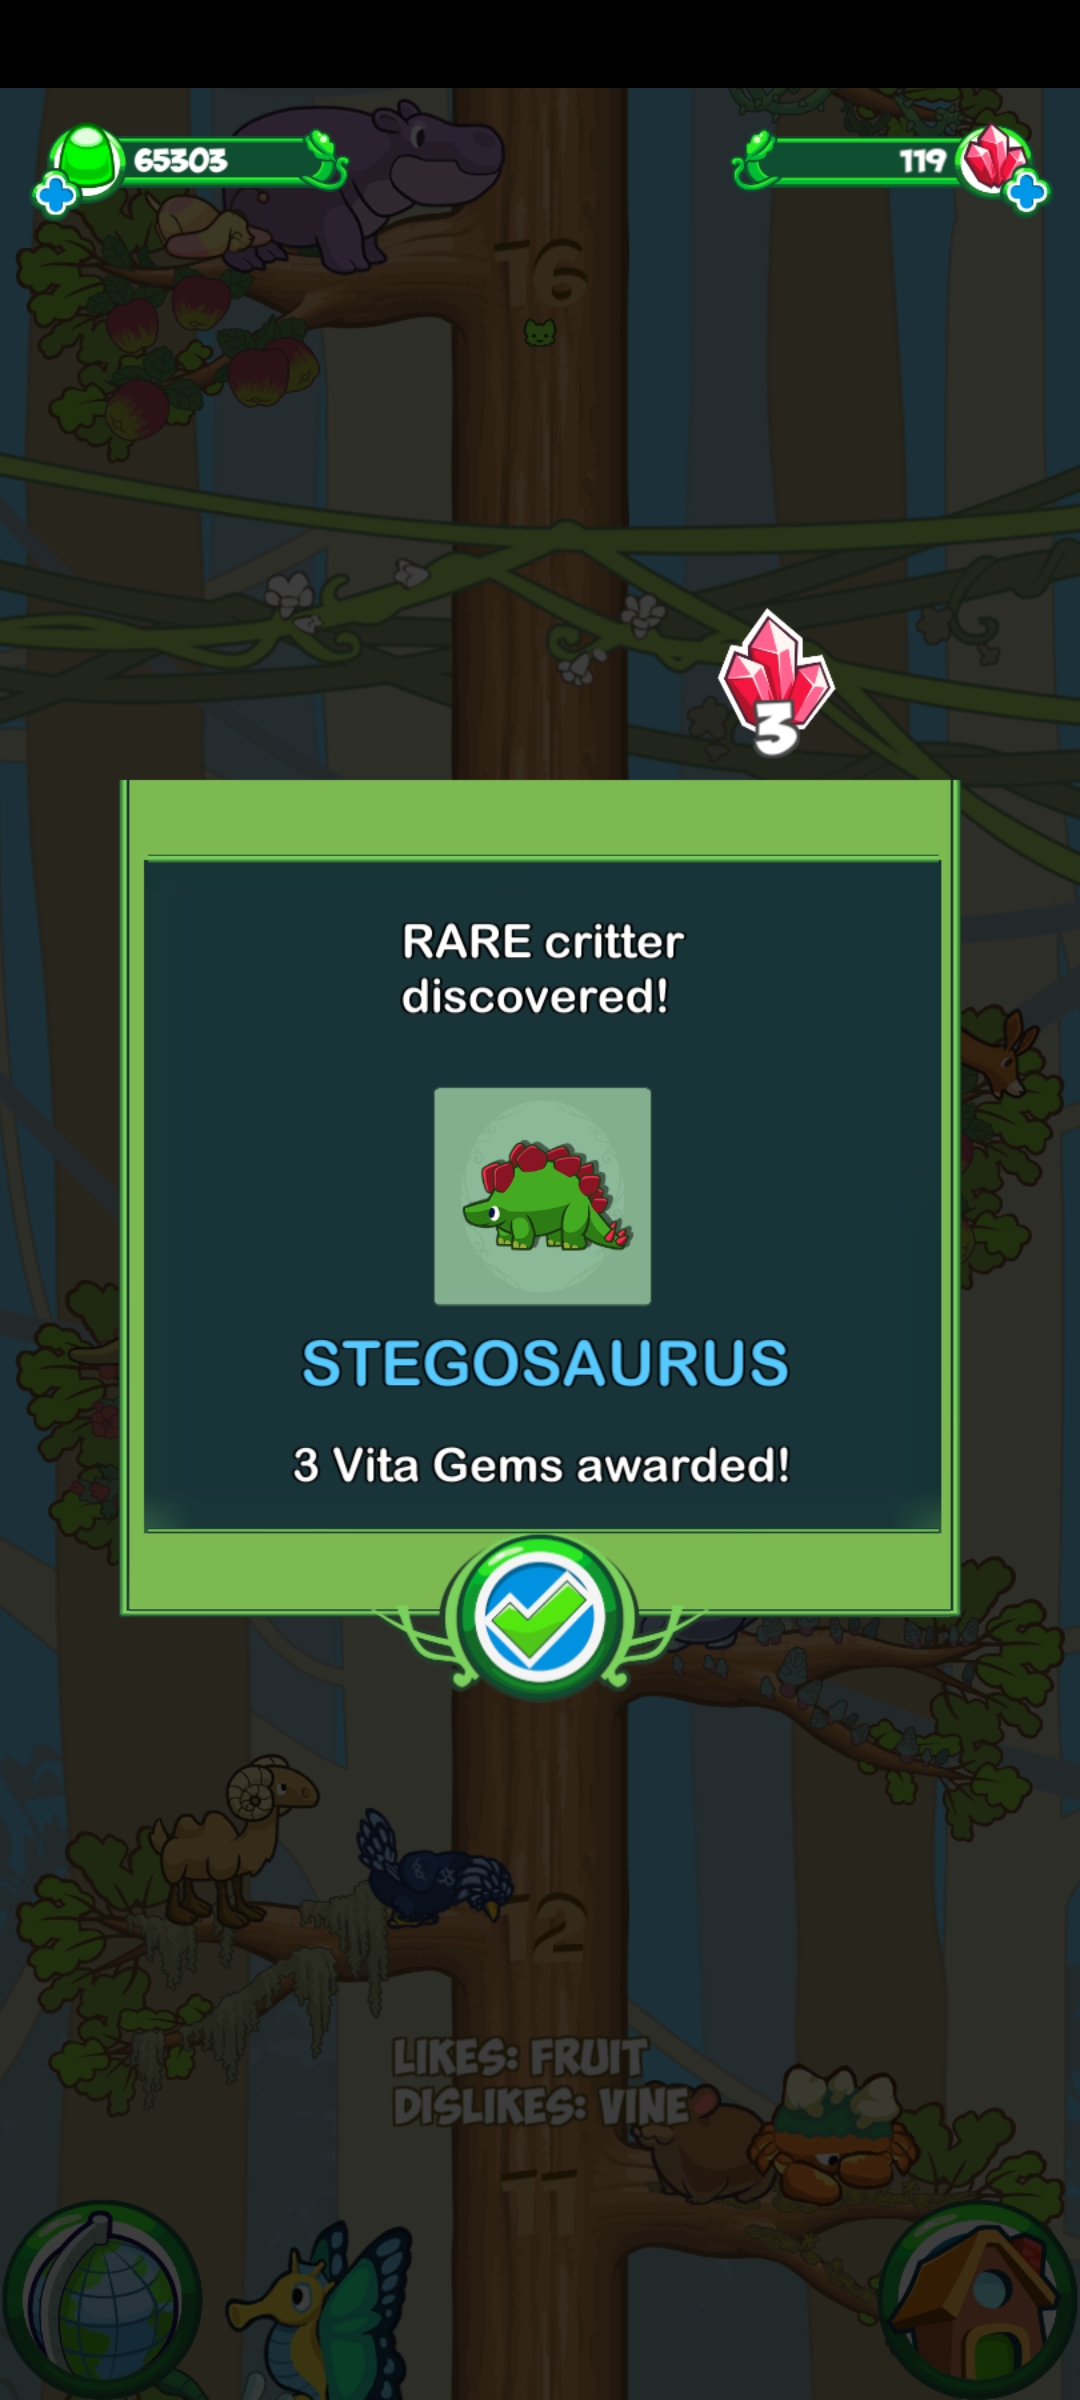 65303
119
16
3
RARE critter
discovered!
STEGOSAURUS
3 Vita Gems awarded!
12
LIKES: FRUIT
DISLIKES: VINE
11